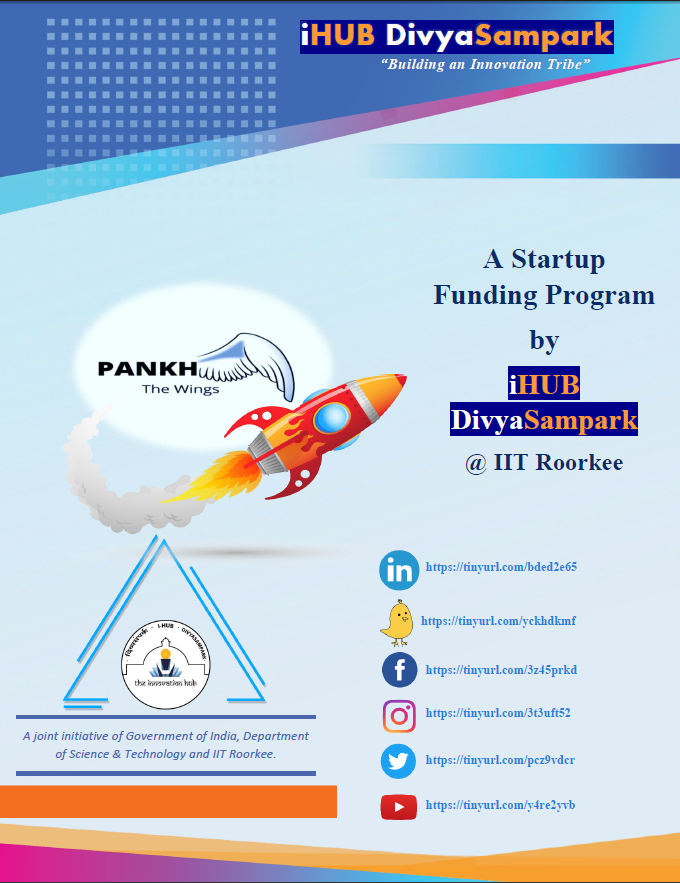 iHUB DivyaSampark
“Building an Innovation Tribe”
A Startup
Funding Program
by
iHUB
DivyaSampark
@ IIT Roorkee
PANKH
The Wings
https://tinyurl.com/bded2e65
https://tinyurl.com/yckhdkmf
https://tinyurl.com/3z45prkd
https://tinyurl.com/3t3uft52
https://tinyurl.com/pcz9vdcr
https://tinyurl.com/y4re2yvb
in
f
I-HUB · DIVYASAMPARK
the innovation hub
A joint initiative of Government of India, Department
of Science & Technology and IIT Roorkee.